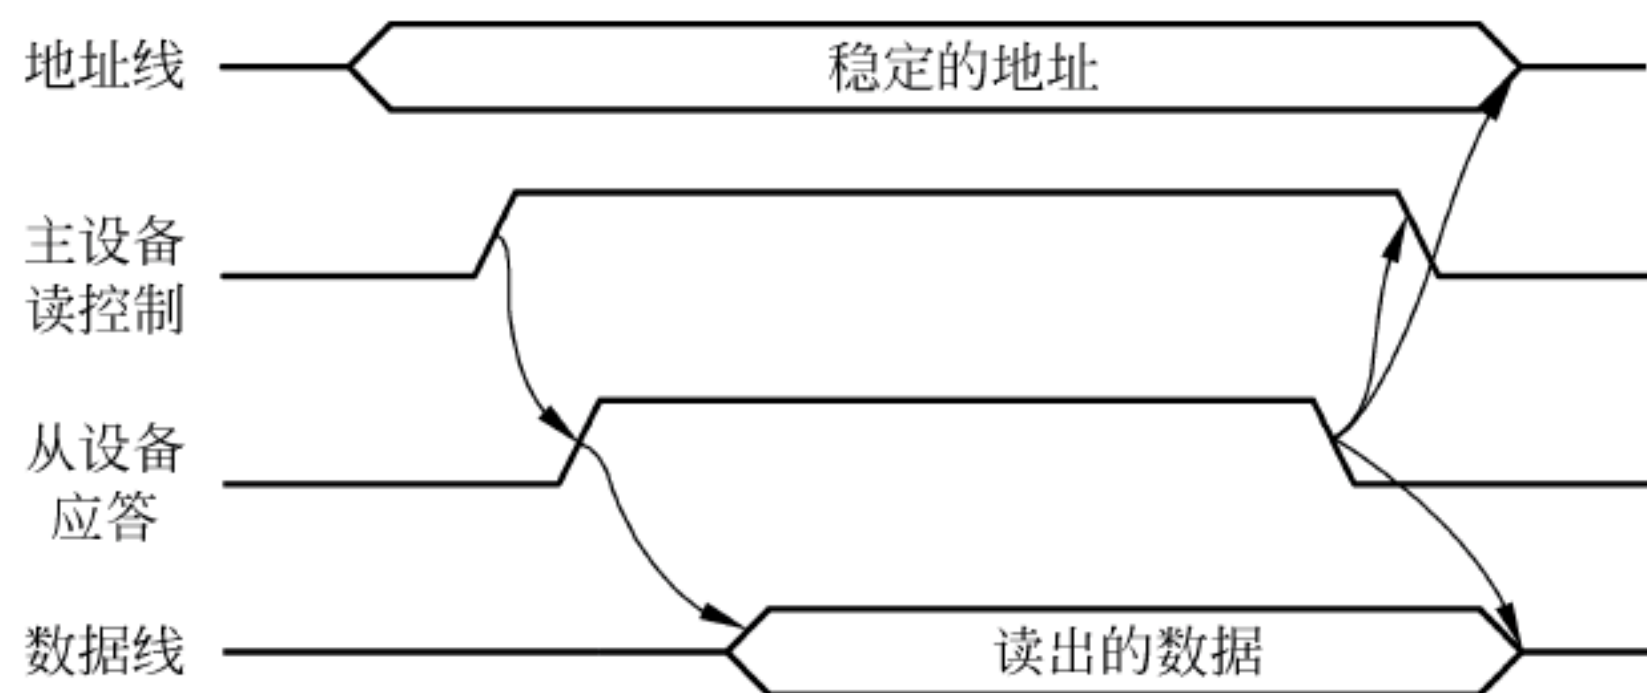 地址线
稳定的地址
主设备
读控制
从设备
应答
数据线
读出的数据